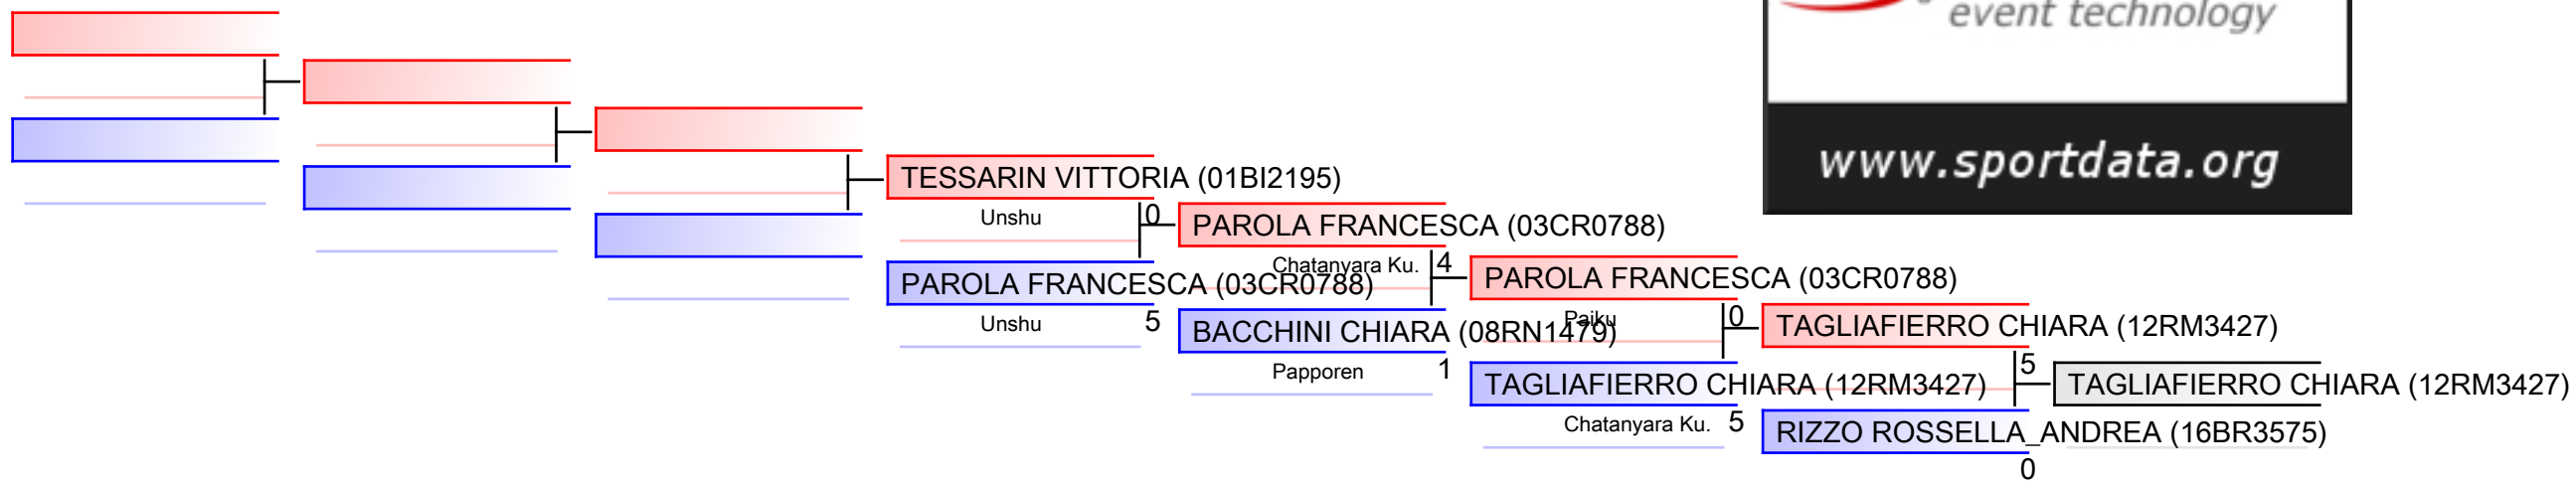 event technology
www.sportdata.org
TESSARIN VITTORIA (01BI2195)
Unshu
0
PAROLA FRANCESCA (03CR0788)
Chatanyara Ku.
4
PAROLA FRANCESCA (03CR0788)
PAROLA FRANCESCA (03CR0788)
Unshu
5
BACCHINI CHIARA (08RN1479)
Paiku
0
TAGLIAFIERRO CHIARA (12RM3427)
Papporen
1
TAGLIAFIERRO CHIARA (12RM3427)
5
TAGLIAFIERRO CHIARA (12RM3427)
Chatanyara Ku.
5
RIZZO ROSSELLA_ANDREA (16BR3575)
0